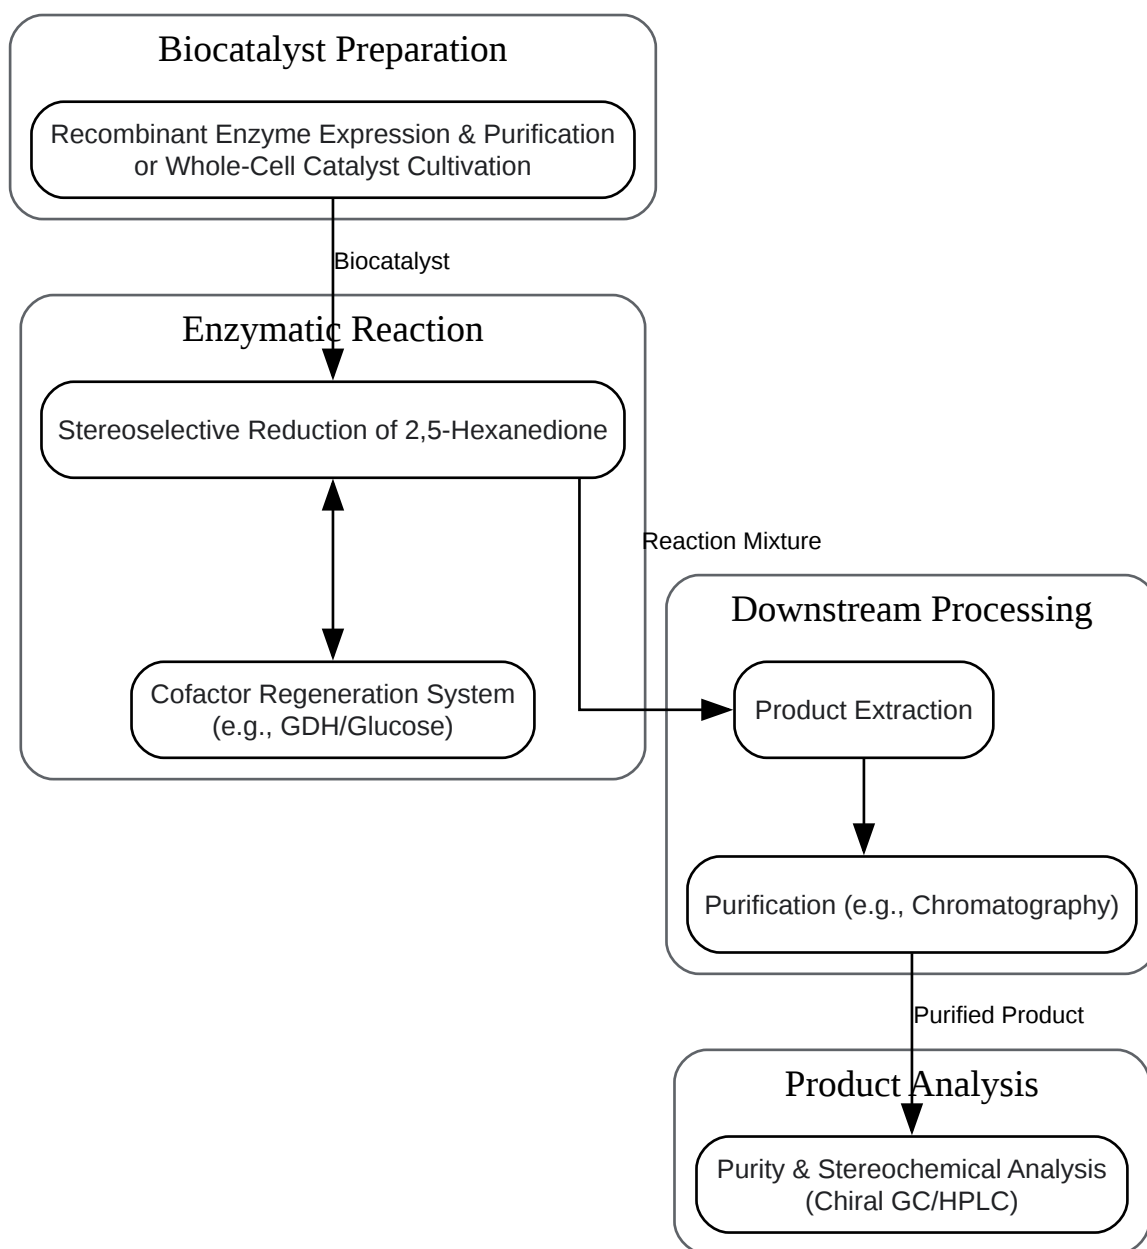 Biocatalyst Preparation
Recombinant Enzyme Expression & Purification
or Whole-Cell Catalyst Cultivation
Biocatalyst
Enzymatic Reaction
Stereoselective Reduction of 2,5-Hexanedione
Reaction Mixture
Downstream Processing
Cofactor Regeneration System
(e.g., GDH/Glucose)
Product Extraction
Purification (e.g., Chromatography)
Purified Product
Product Analysis
Purity & Stereochemical Analysis
(Chiral GC/HPLC)